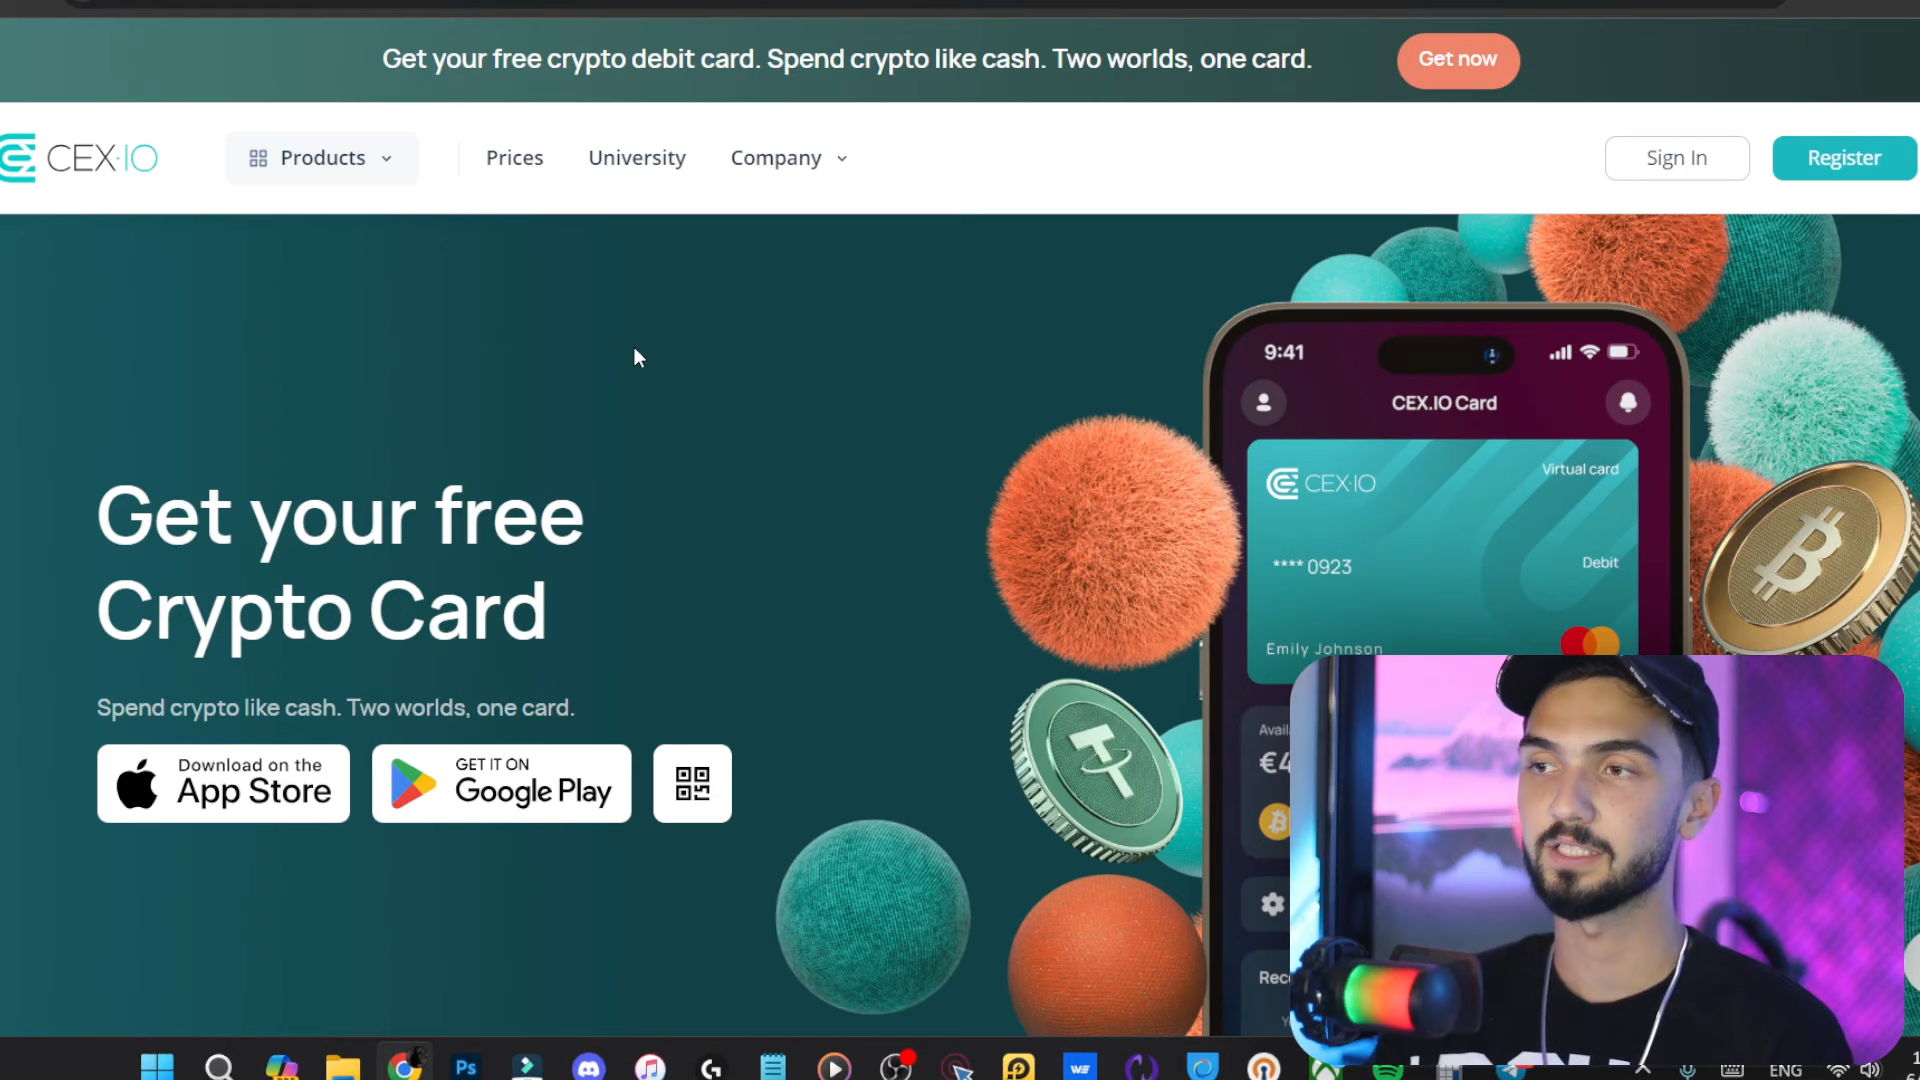 Get your free crypto debit card. Spend crypto like cash. Two worlds, one card.
Get now
CEX·IO
Products
Prices
University
Company
Sign In
Register
9:41
CEX.IO Card
CEX·IO
Virtual card
**** 0923
Debit
Emily Johnson
Get your free
Crypto Card
Spend crypto like cash. Two worlds, one card.
Download on the
App Store
GET IT ON
Google Play
€4
Ps
WE
ENG